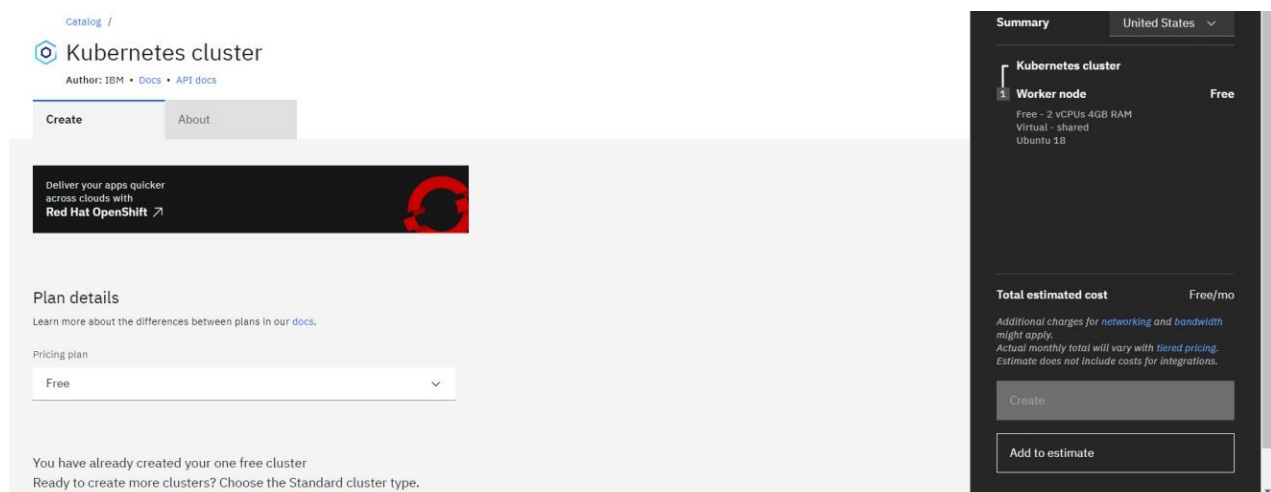 Catalog /
Kubernetes cluster
Author: IBM • Docs • API docs
Create
About
Deliver your apps quicker
across clouds with
Red Hat OpenShift ↗
Plan details
Learn more about the differences between plans in our docs.
Pricing plan
Free
You have already created your one free cluster
Ready to create more clusters? Choose the Standard cluster type.
Summary
United States
Kubernetes cluster
1 Worker node Free
Free - 2 vCPUs 4GB RAM
Virtual - shared
Ubuntu 18
Total estimated cost Free/mo
Additional charges for networking and bandwidth
might apply.
Actual monthly total will vary with tiered pricing.
Estimate does not include costs for integrations.
Create
Add to estimate